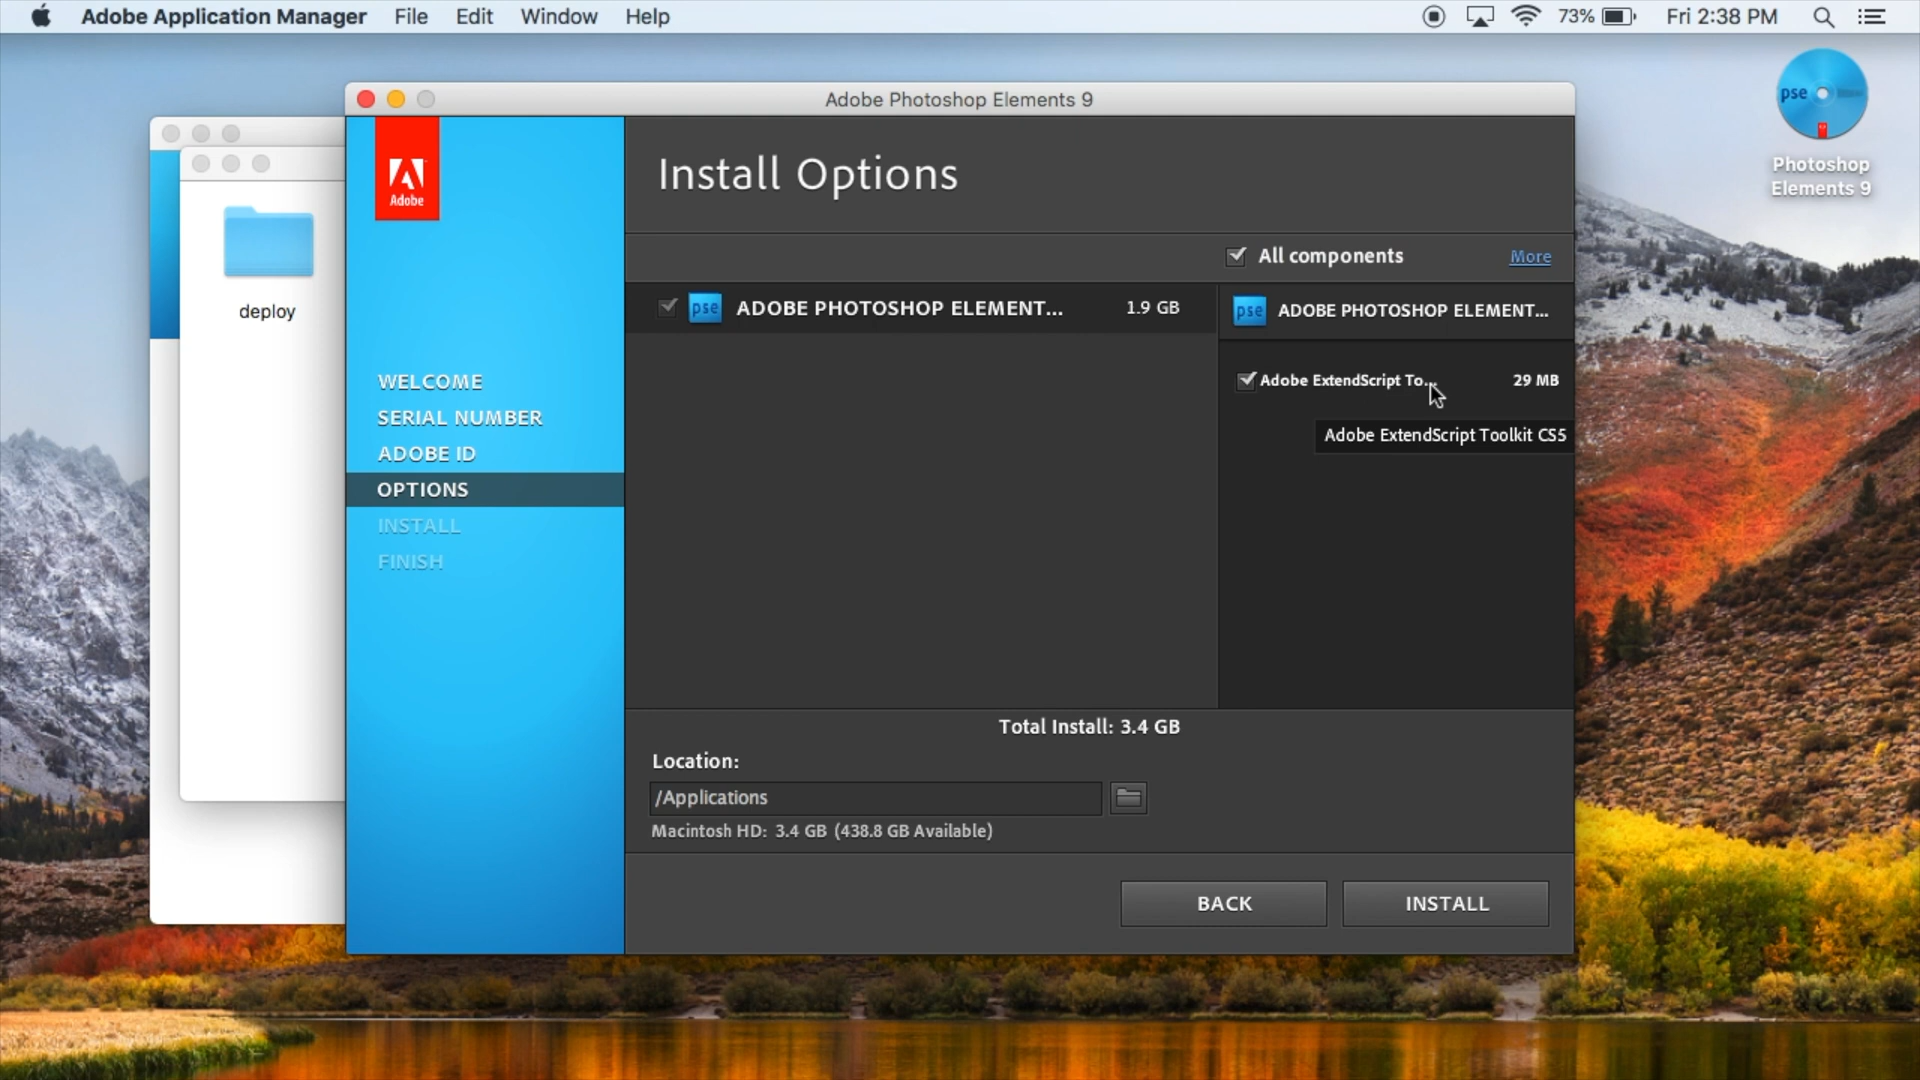 Adobe Application Manager File Edit Window Help 73% Fri 2:38 PM
pse
Photoshop
Elements 9
deploy
Adobe Photoshop Elements 9
Adobe
WELCOME
SERIAL NUMBER
ADOBE ID
OPTIONS
INSTALL
FINISH
Install Options
All components More
pse ADOBE PHOTOSHOP ELEMENT... 1.9 GB
pse ADOBE PHOTOSHOP ELEMENT...
Adobe ExtendScript To... 29 MB
Adobe ExtendScript Toolkit CS5
Total Install: 3.4 GB
Location:
/Applications
Macintosh HD: 3.4 GB (438.8 GB Available)
BACK INSTALL